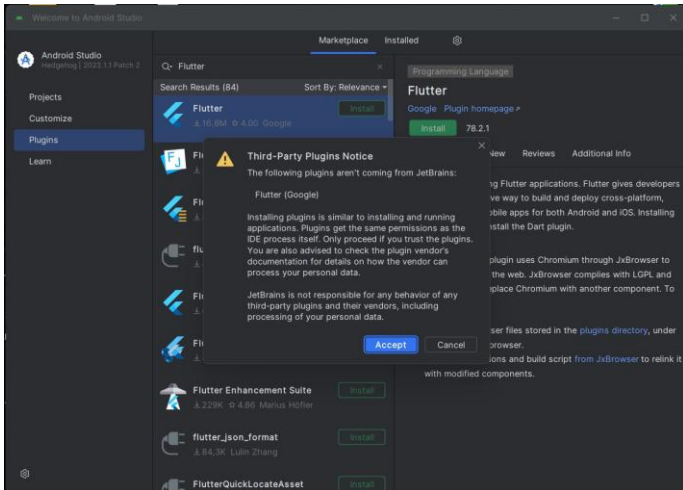 Welcome to Android Studio
Marketplace Installed
Android Studio
Hedgehog | 2023.1.1 Patch 2
Projects
Customize
Plugins
Learn
Flutter
Search Results (84) Sort By: Relevance
Flutter Install
16,6M 4.00 Google
Flutter Enhancement Suite Install
229K 4.86 Marius Höfler
flutter_json_format Install
84,3K Lulin Zhang
FlutterQuickLocateAsset Install
Programming Language
Flutter
Google Plugin homepage
Install 78.2.1
Reviews Additional Info
Third-Party Plugins Notice
The following plugins aren't coming from JetBrains:
Flutter (Google)
Installing plugins is similar to installing and running
applications. Plugins get the same permissions as the
IDE process itself. Only proceed if you trust the plugins.
You are also advised to check the plugin vendor's
documentation for details on how the vendor can
process your personal data.
JetBrains is not responsible for any behavior of any
third-party plugins and their vendors, including
processing of your personal data.
Accept Cancel
Flutter applications. Flutter gives developers
way to build and deploy cross-platform,
apps for both Android and iOS. Installing
the Dart plugin.
plugin uses Chromium through JxBrowser to
the web. JxBrowser complies with LGPL and
Chromium with another component. To
files stored in the plugins directory, under
and build script from JxBrowser to relink it
with modified components.